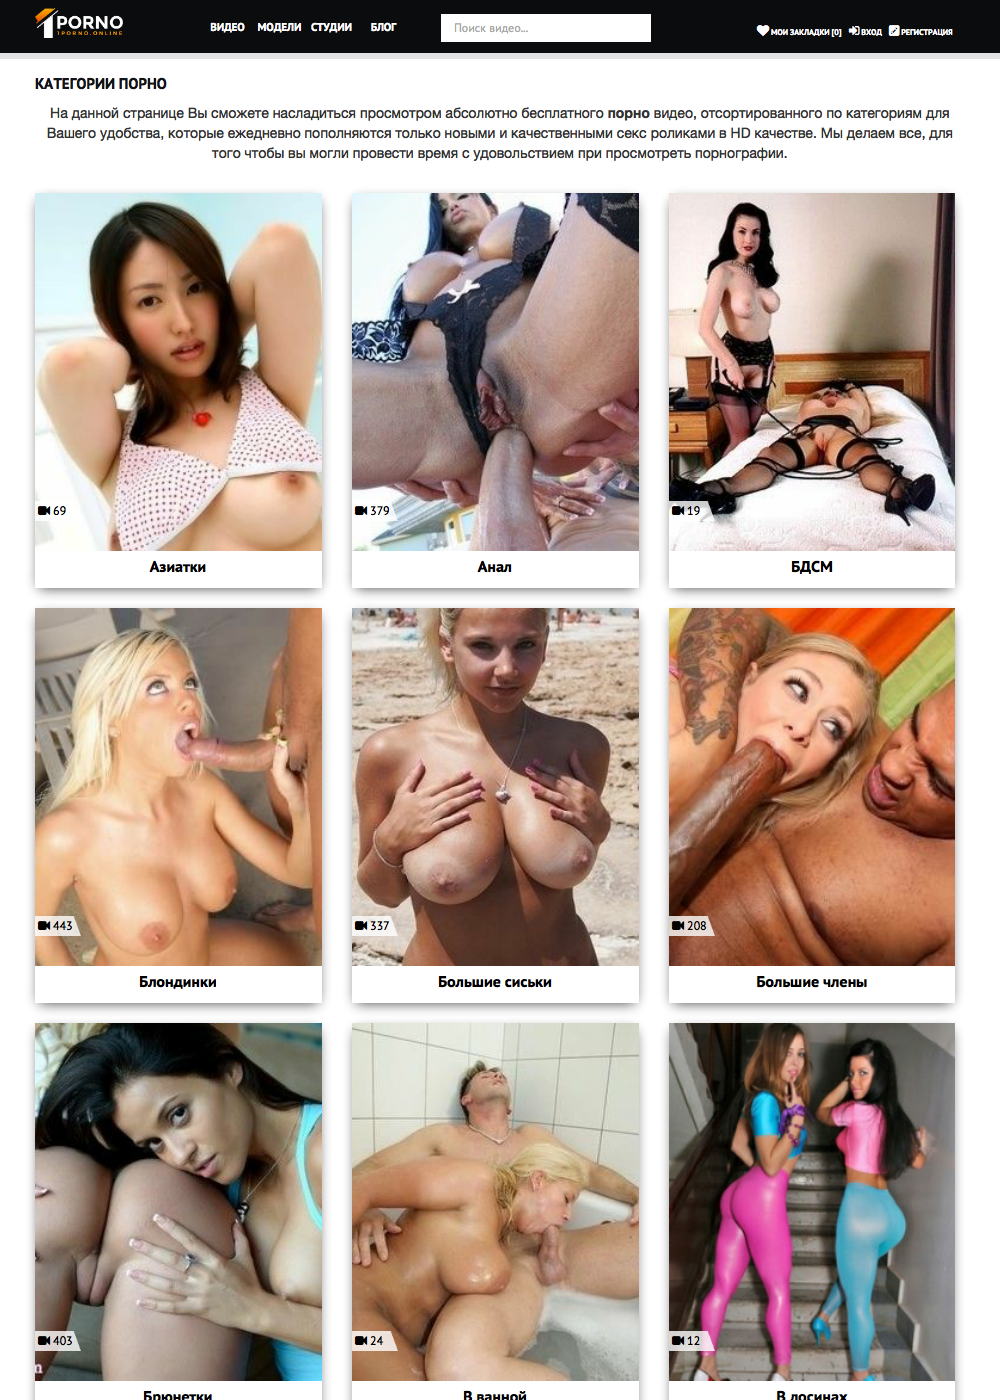 1PORNO
1PORNO.ONLINE
ВИДЕО МОДЕЛИ СТУДИИ БЛОГ
Поиск видео...
МОИ ЗАКЛАДКИ [0] ВХОД РЕГИСТРАЦИЯ
КАТЕГОРИИ ПОРНО
На данной странице Вы сможете насладиться просмотром абсолютно бесплатного порно видео, отсортированного по категориям для
Вашего удобства, которые ежедневно пополняются только новыми и качественными секс роликами в HD качестве. Мы делаем все, для
того чтобы вы могли провести время с удовольствием при просмотреть порнографии.
69
379
19
Азиатки
Анал
БДСМ
443
337
208
Блондинки
Большие сиськи
Большие члены
403
24
12
Брюнетки
В ванной
В лосинах